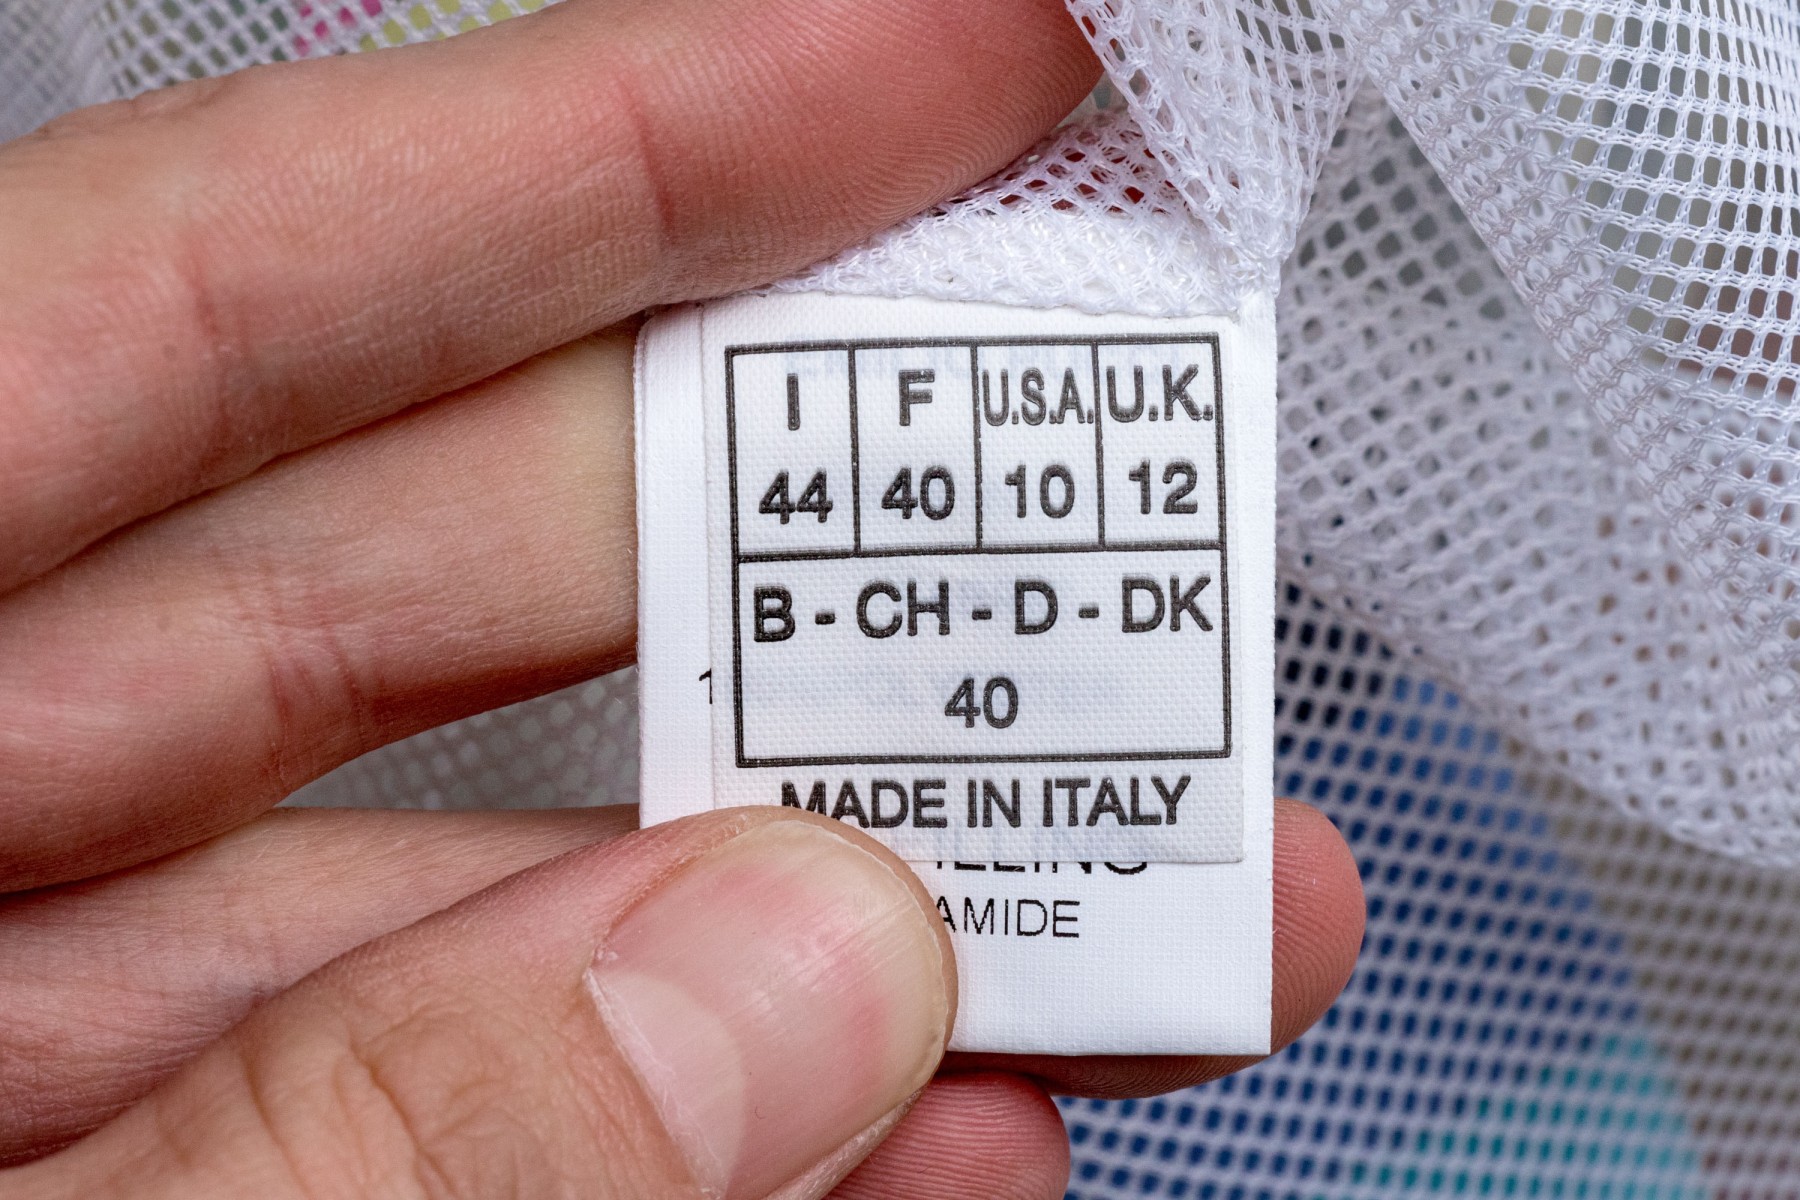 I F U.S.A. U.K.
44 40 10 12
B - CH - D - DK
40
MADE IN ITALY
AMIDE